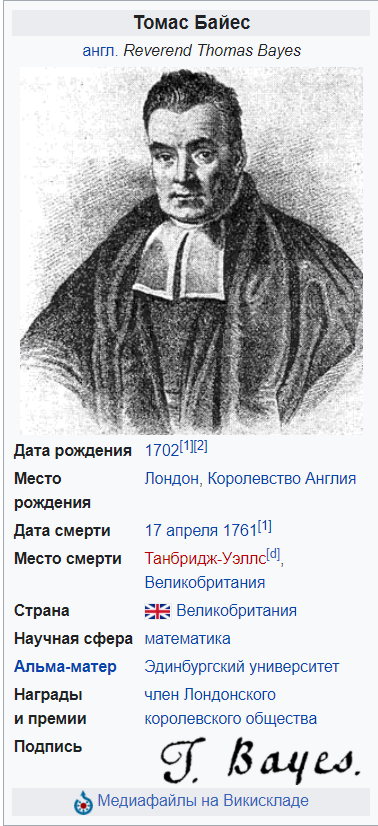 Томас Байес
англ. Reverend Thomas Bayes
Дата рождения 1702[1][2]
Место рождения Лондон, Королевство Англия
Дата смерти 17 апреля 1761[1]
Место смерти Танбридж-Уэллс[d],
Великобритания
Страна Великобритания
Научная сфера математика
Альма-матер Эдинбургский университет
Награды и премии член Лондонского
королевского общества
Подпись T. Bayes.
Медиафайлы на Викискладе